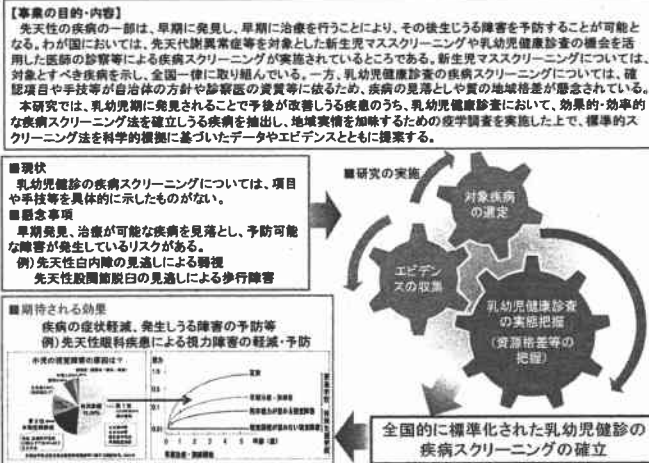 【事業の目的・内容】
先天性の疾病の一部は、早期に発見し、早期に治療を行うことにより、その後生じうる障害を予防することが可能と
なる。わが国においては、先天代謝異常症等を対象とした新生児マススクリーニングや乳幼児健康診査の機会を活
用した医師の診察等による疾病スクリーニングが実施されているところである。新生児マススクリーニングについては、
対象とすべき疾病を示し、全国一律に取り組んでいる。一方、乳幼児健康診査の疾病スクリーニングについては、確
認項目や手技等が自治体の方針や診察医の資質等に依るため、疾病の見落としや質の地域格差が懸念されている。
本研究では、乳幼児期に発見されることで予後が改善しうる疾患のうち、乳幼児健康診査において、効果的・効率的
な疾病スクリーニング法を確立しうる疾病を抽出し、地域実情を加味するための疫学調査を実施した上で、標準的ス
クリーニング法を科学的根拠に基づいたデータやエビデンスとともに提案する。
■現状
乳幼児健診の疾病スクリーニングについては、項目
や手技等を具体的に示したものがない。
■懸念事項
早期発見、治療が可能な疾病を見落とし、予防可能
な障害が発生しているリスクがある。
例)先天性白内障の見逃しによる弱視
先天性股関節脱臼の見逃しによる歩行障害
■研究の実施
対象疾病
の選定
エビデン
スの収集
乳幼児健康診査
の実態把握
(資源格差等の
把握)
■期待される効果
疾病の症状軽減、発生しうる障害の予防等
例)先天性眼科疾患による視力障害の軽減・予防
小児の視覚障害の原因は?
全国的に標準化された乳幼児健診の
疾病スクリーニングの確立